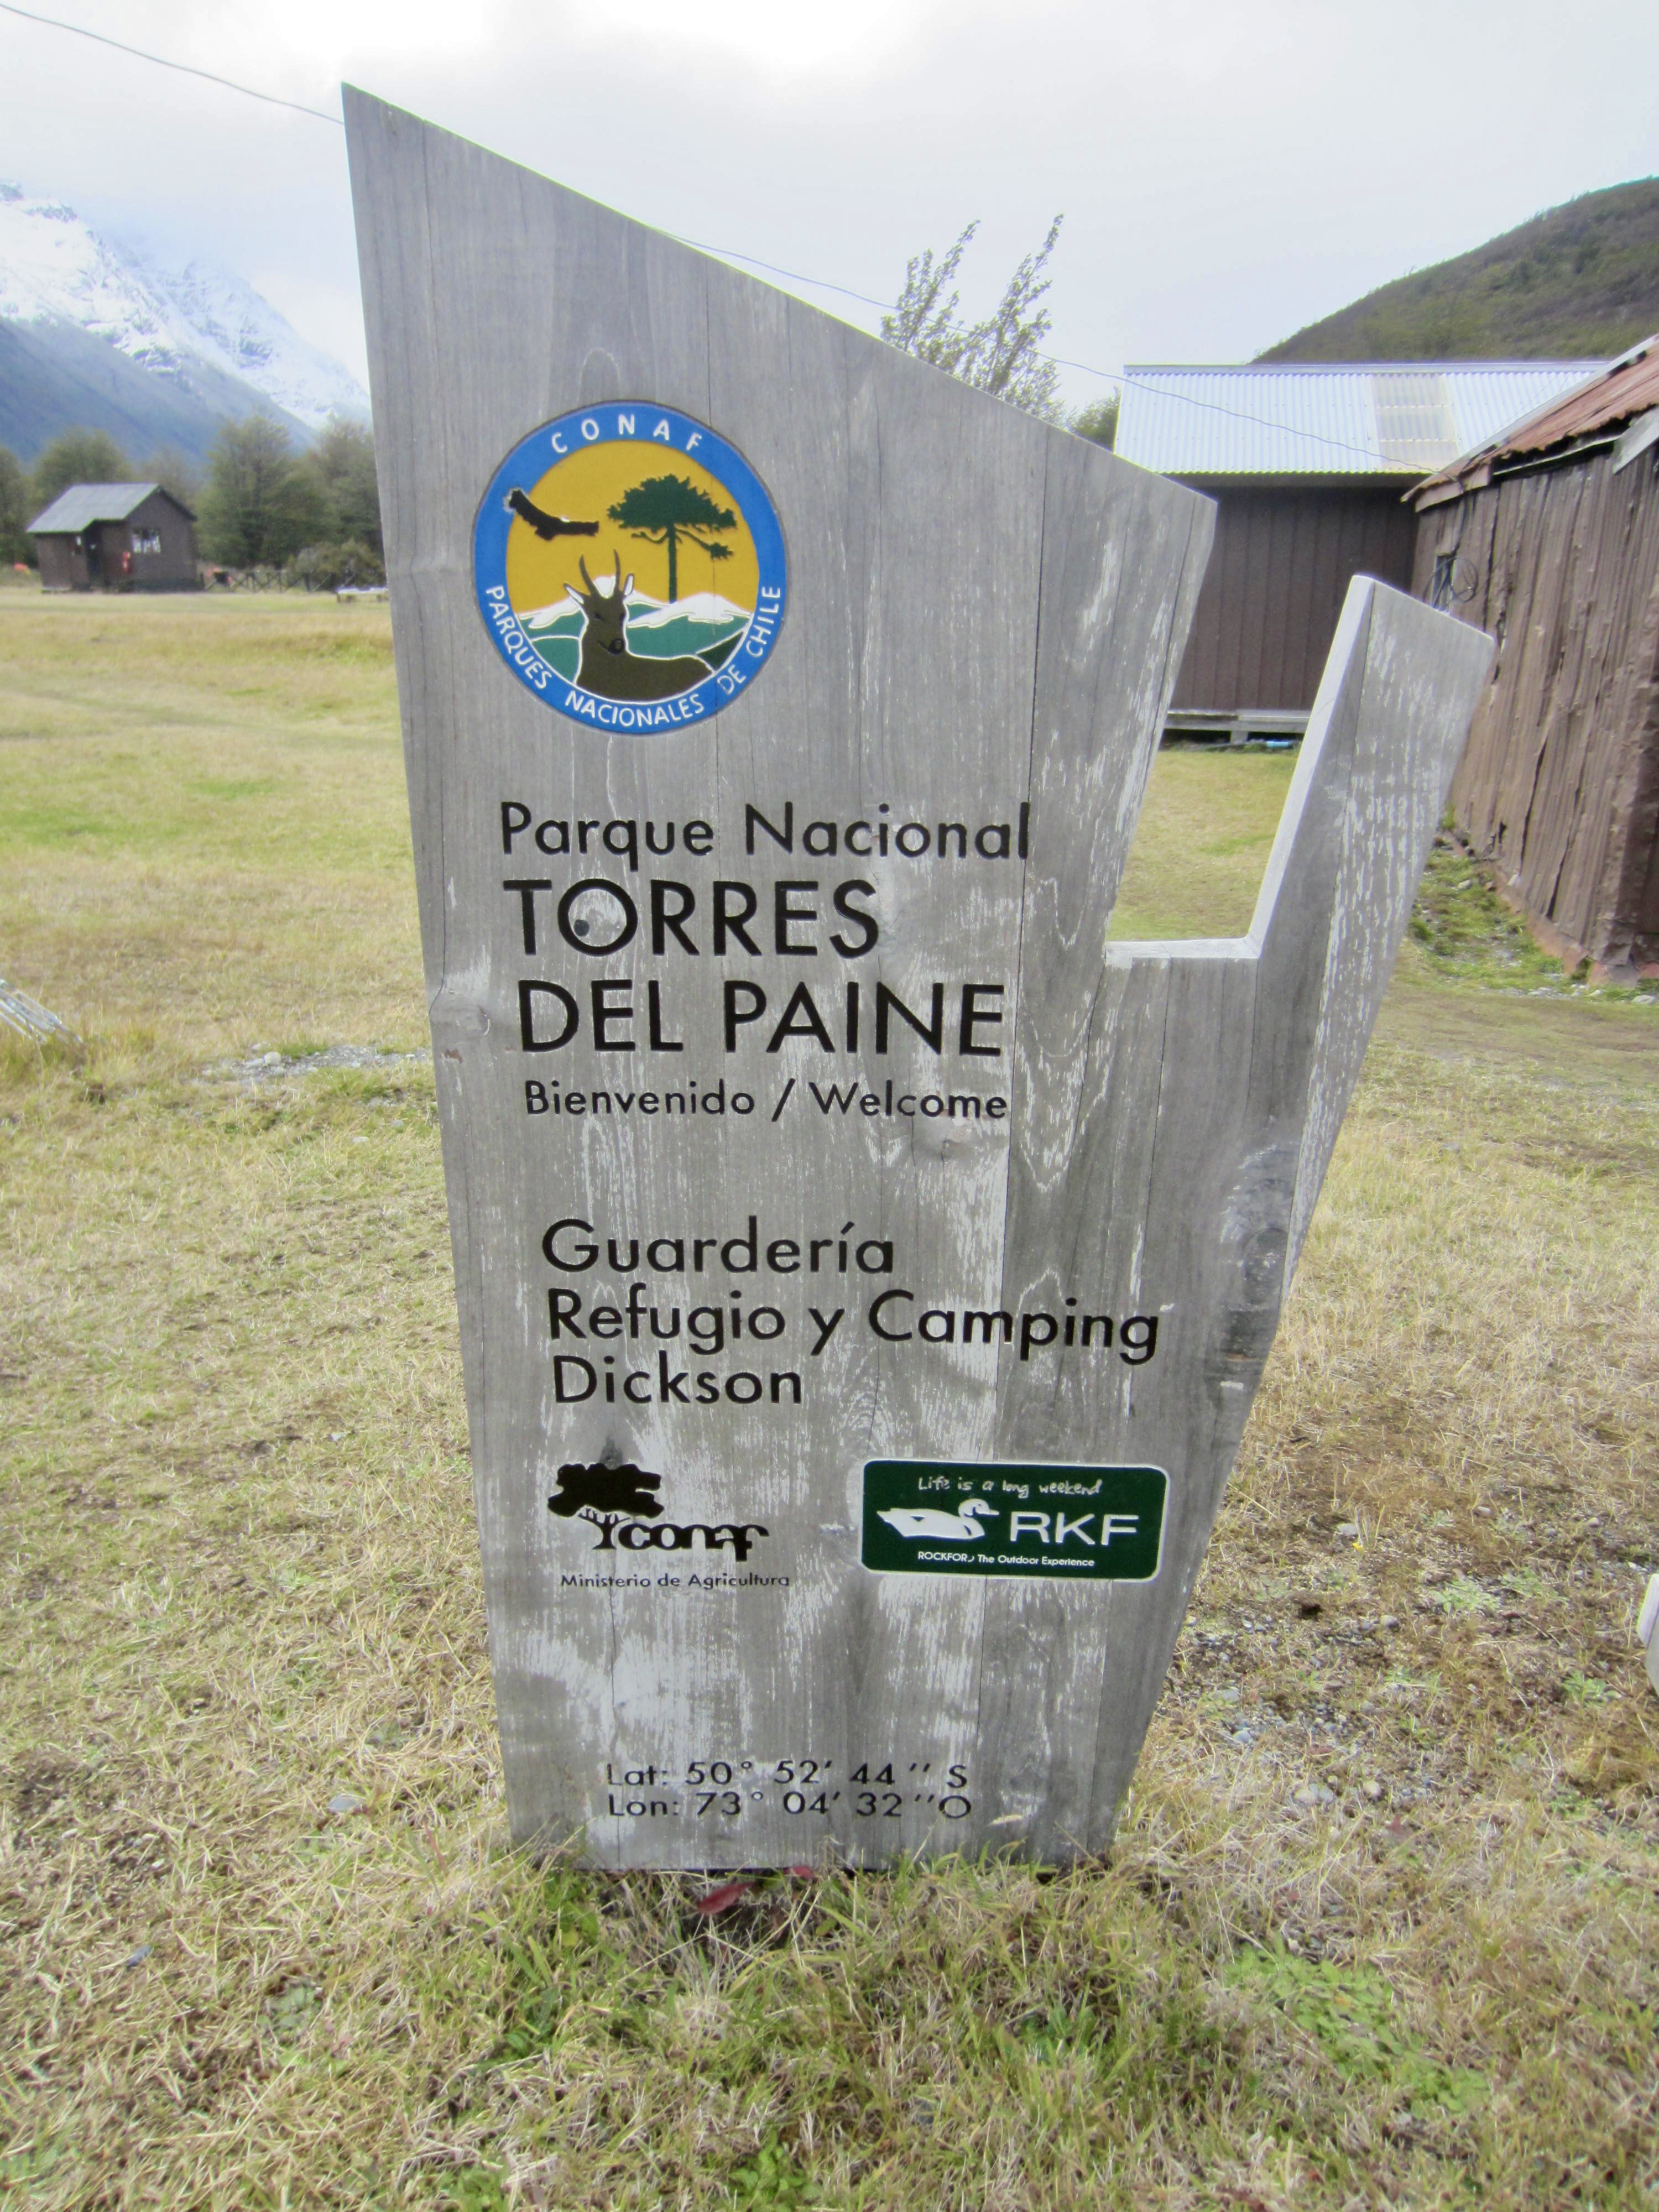 CONAF
PARQUES NACIONALES DE CHILE
Parque Nacional
TORRES
DEL PAINE
Bienvenido / Welcome
Guardería
Refugio y Camping
Dickson
conaf
Ministerio de Agricultura
Life is a long weekend
RKF
ROCKFORD The Outdoor Experience
Lat: 50° 52' 44'' S
Lon: 73° 04' 32''O